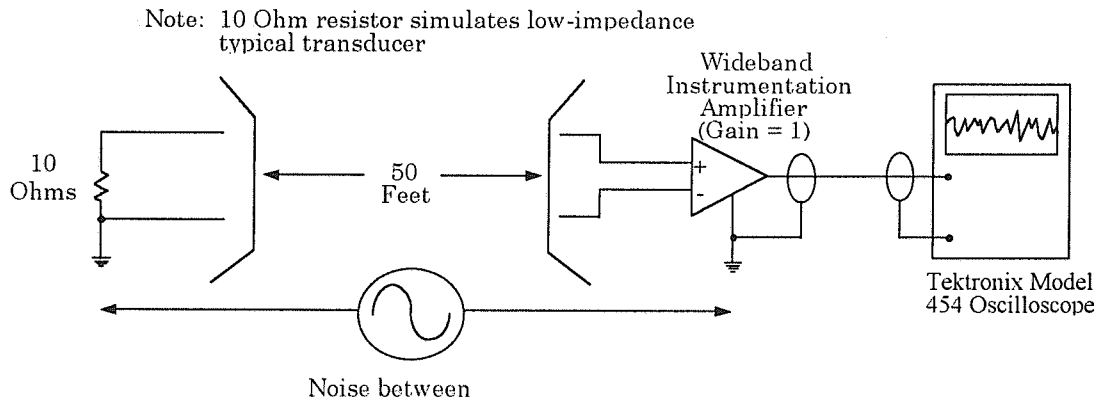 Note: 10 Ohm resistor simulates low-impedance
typical transducer
Wideband
Instrumentation
Amplifier
(Gain = 1)
10
Ohms
50
Feet
+
-
Tektronix Model
454 Oscilloscope
Noise between